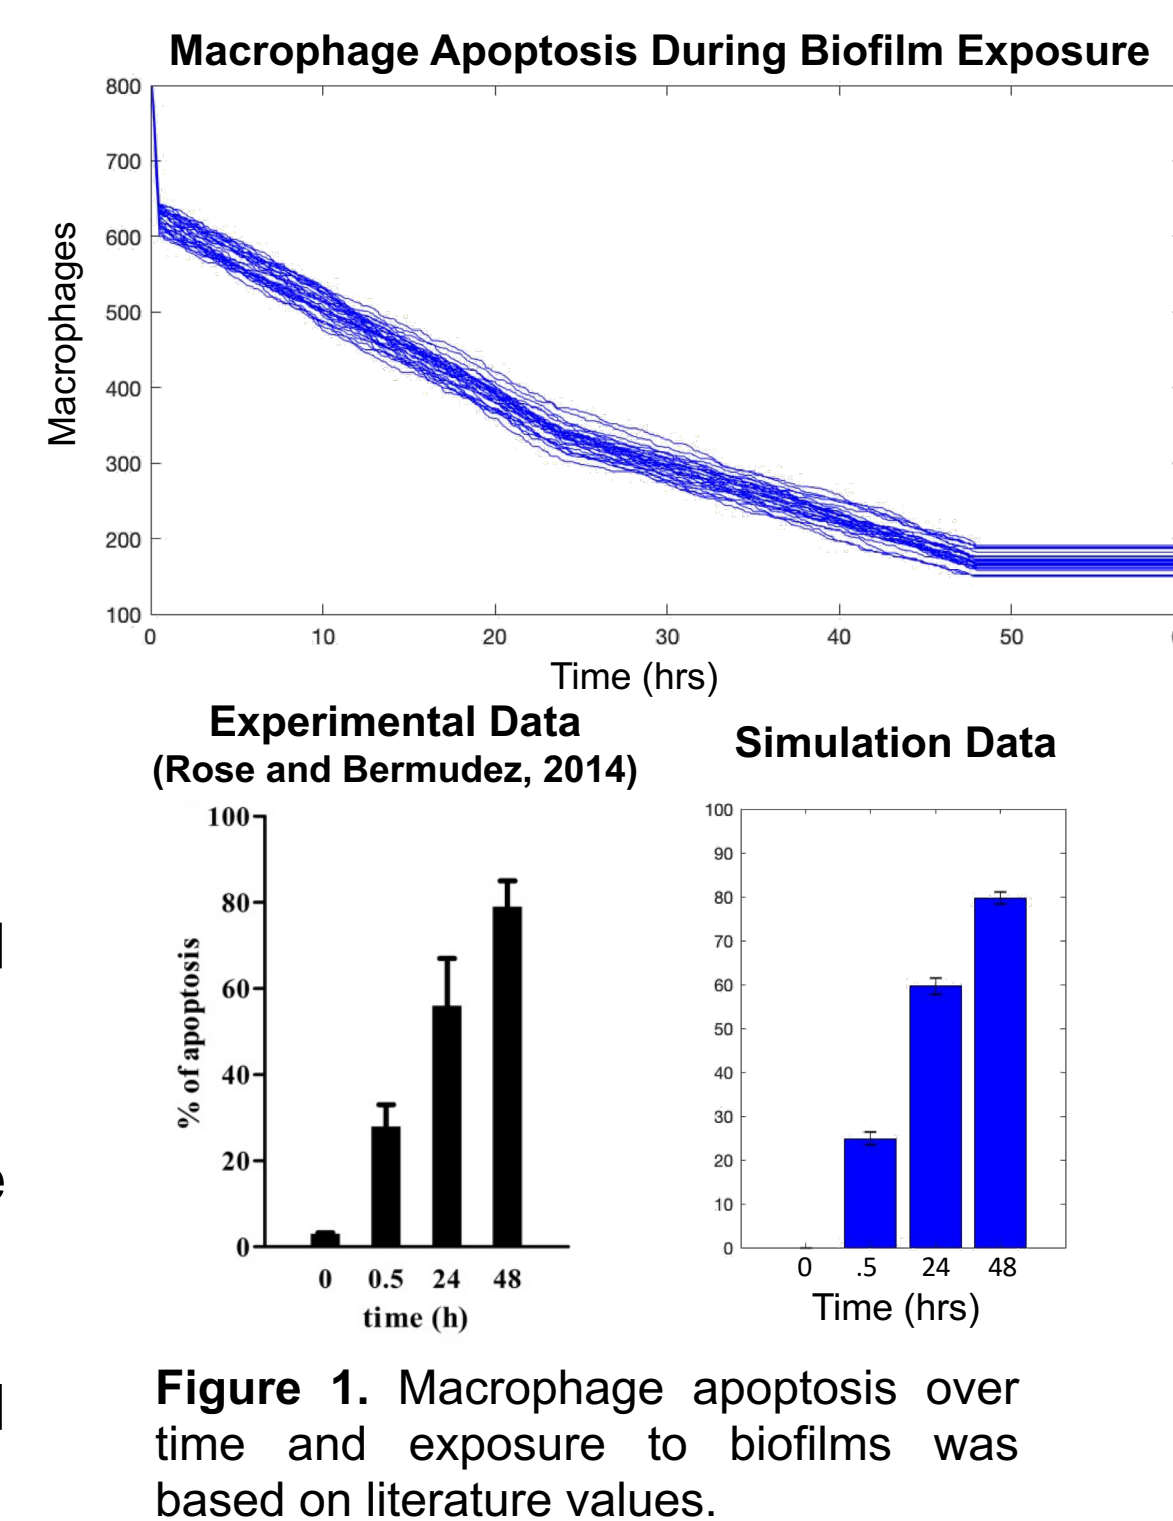 Macrophage Apoptosis During Biofilm Exposure
800
700
600
500
400
300
200
100
Macrophages
0 10 20 30 40 50
Time (hrs)
Experimental Data
(Rose and Bermudez, 2014)
100
80
60
40
20
0
% of apoptosis
0 0.5 24 48
time (h)
Simulation Data
100
90
80
70
60
50
40
30
20
10
0
0 .5 24 48
Time (hrs)
Figure 1. Macrophage apoptosis over
time and exposure to biofilms was
based on literature values.